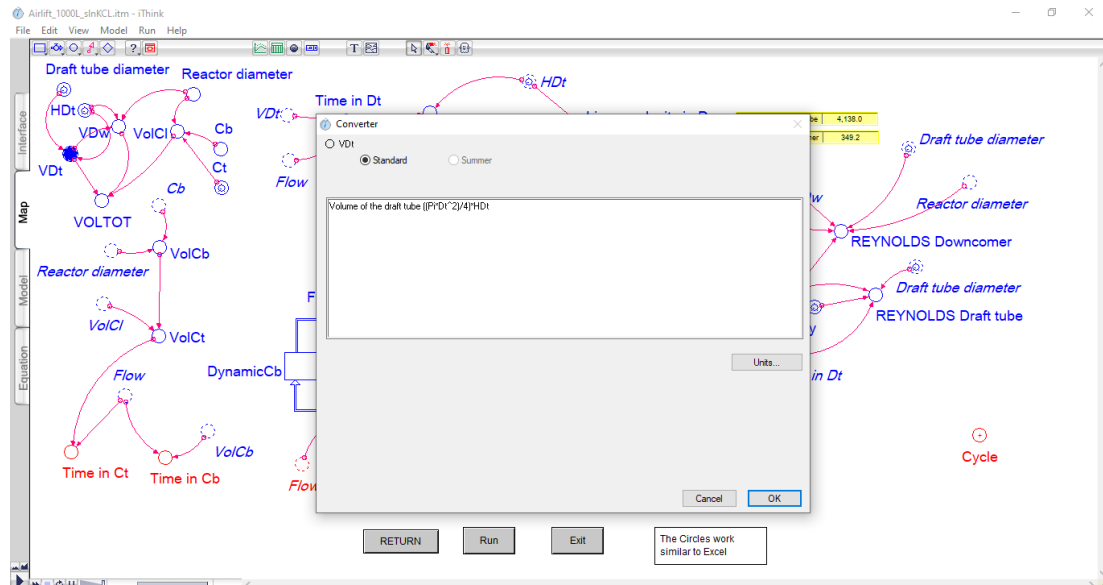 Airlift_1000L_slnKCL.itm - iThink
File Edit View Model Run Help
Interface
Map
Model
Equation
Draft tube diameter
Reactor diameter
HDt
VDw
VolCl
Cb
Ct
VDt
VOLTOT
Cb
VolCb
Reactor diameter
VolCl
VolCt
Flow
DynamicCb
VolCb
Time in Ct
Time in Cb
Flow
VDt
Time in Dt
HDt
Flow
Converter
VDt
Standard
Summer
Volume of the draft tube ((Pi*Dt^2)/4)*HDt
Units...
Cancel
OK
4,138.0
349.2
Draft tube diameter
Reactor diameter
REYNOLDS Downcomer
Draft tube diameter
REYNOLDS Draft tube
in Dt
Cycle
RETURN
Run
Exit
The Circles work
similar to Excel